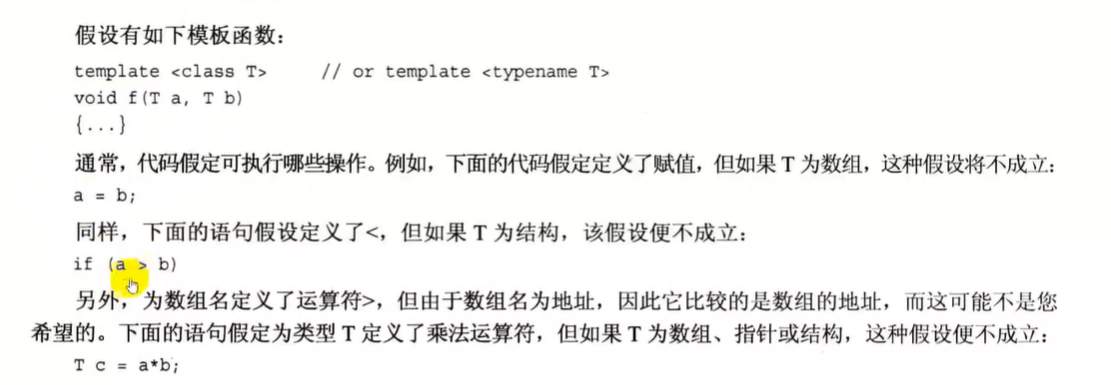 假设有如下模板函数：
template <class T>     // or template <typename T>
void f(T a, T b)
{...}
通常，代码假定可执行哪些操作。例如，下面的代码假定定义了赋值，但如果 T 为数组，这种假设将不成立：
a = b;
同样，下面的语句假设定义了<，但如果 T 为结构，该假设便不成立：
if (a > b)
另外，为数组名定义了运算符>，但由于数组名为地址，因此它比较的是数组的地址，而这可能不是您
希望的。下面的语句假定为类型 T 定义了乘法运算符，但如果 T 为数组、指针或结构，这种假设便不成立：
T c = a*b;